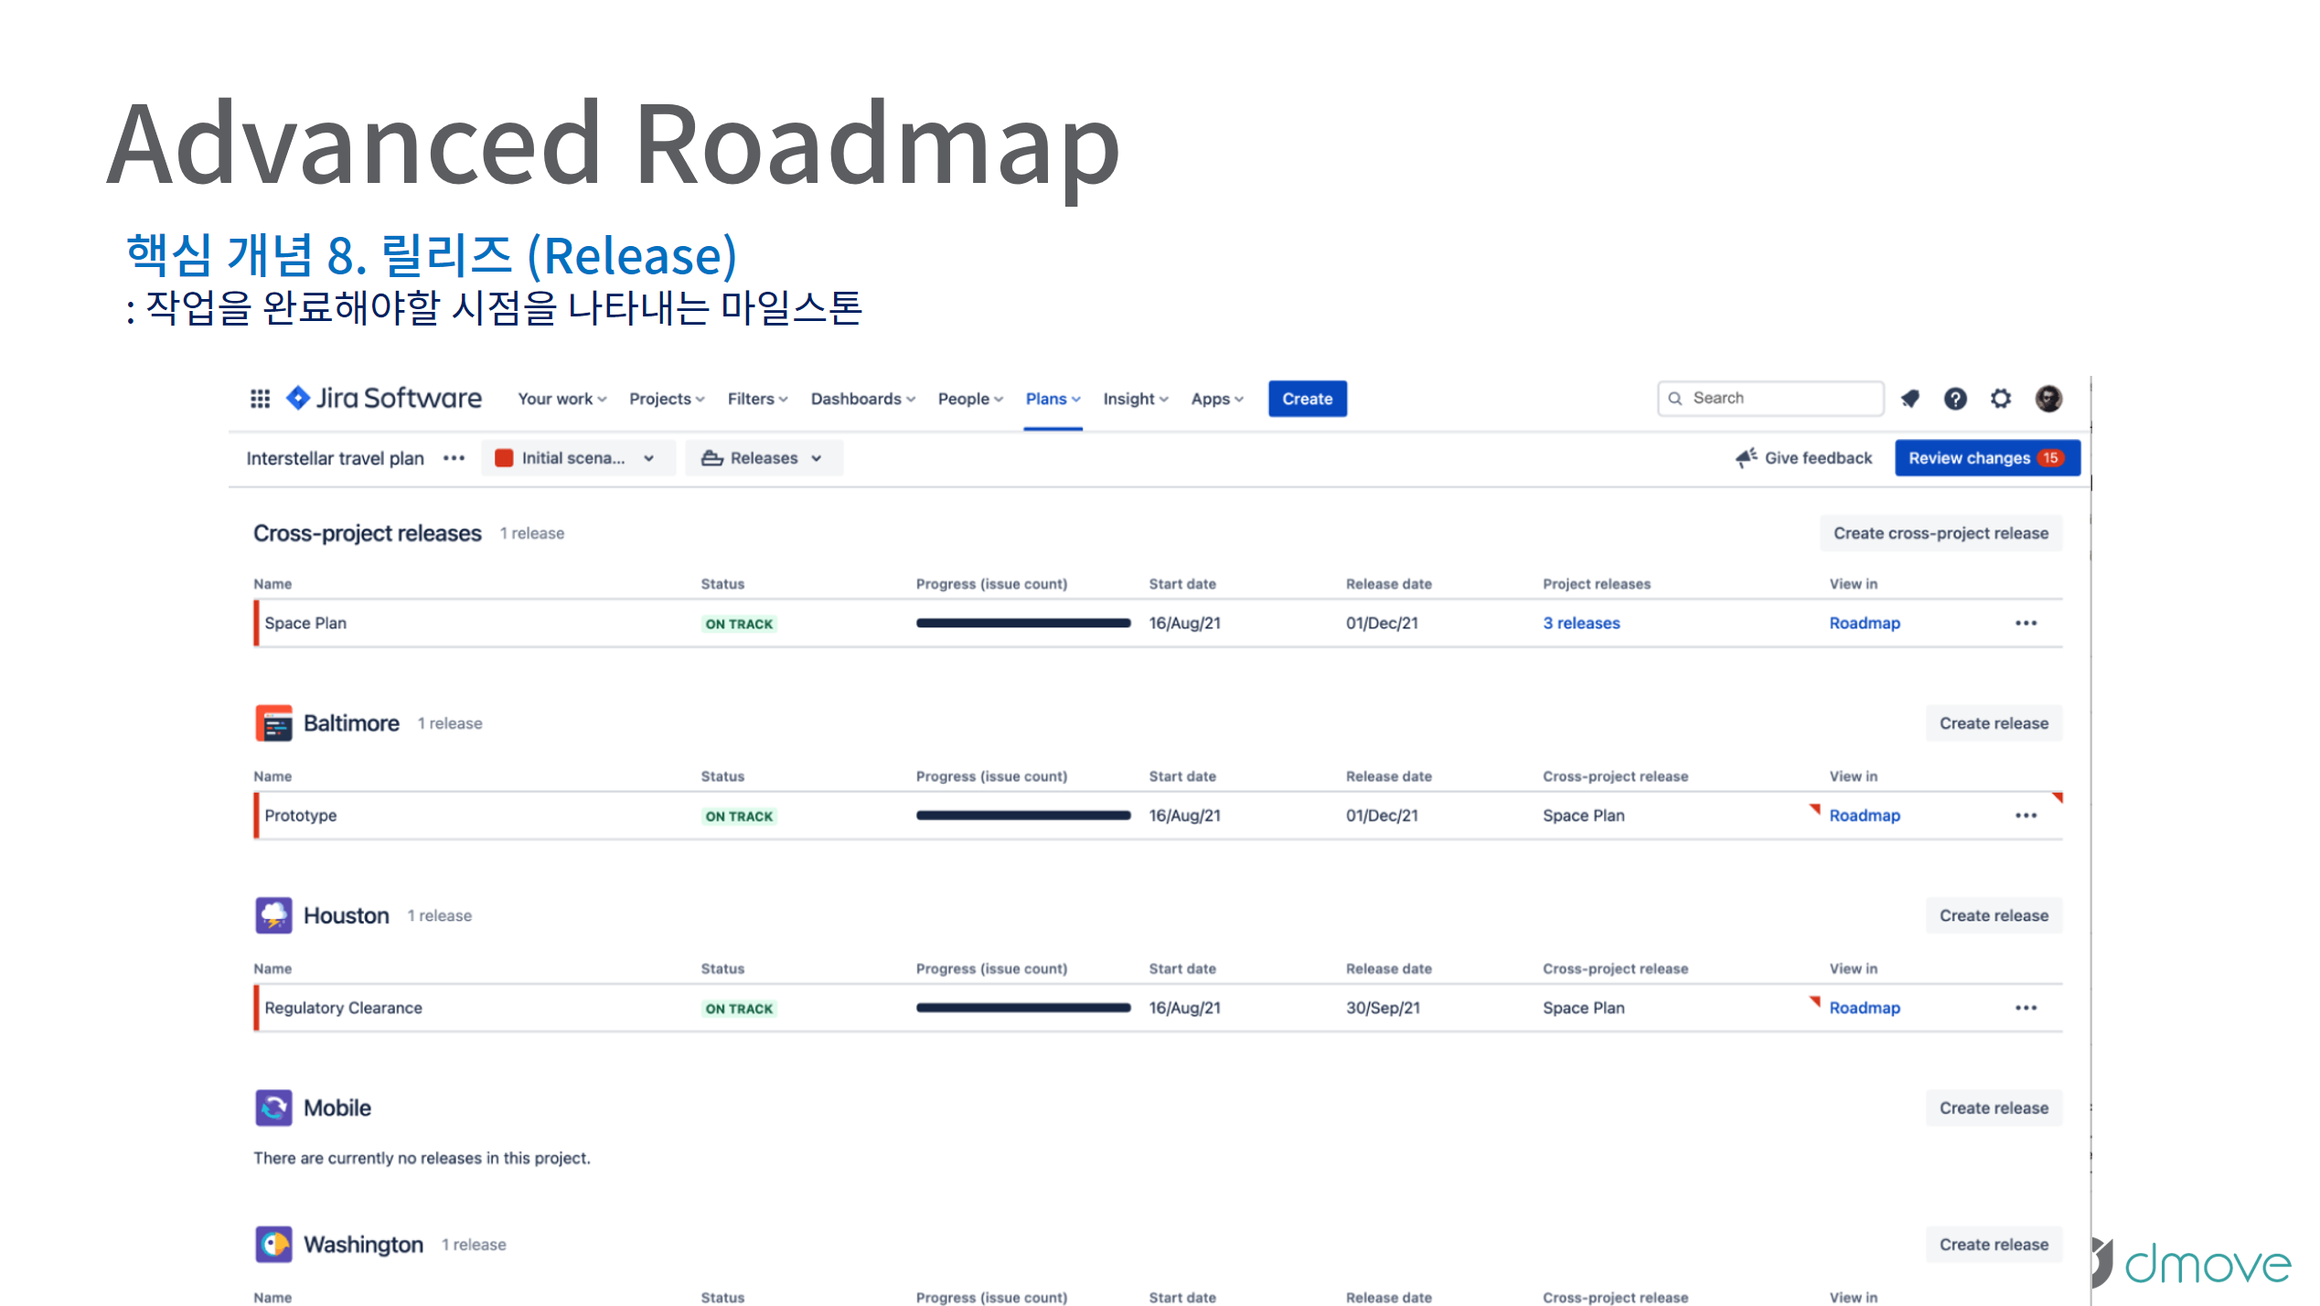 Advanced Roadmap
핵심 개념 8. 릴리즈 (Release)
: 작업을 완료해야할 시점을 나타내는 마일스톤
Jira Software Your work Projects Filters Dashboards People Plans Insight Apps Create Search
Interstellar travel plan ••• Initial scena... Releases Give feedback Review changes 15
Cross-project releases 1 release Create cross-project release
Name Status Progress (issue count) Start date Release date Project releases View in
Space Plan ON TRACK 16/Aug/21 01/Dec/21 3 releases Roadmap •••
Baltimore 1 release Create release
Name Status Progress (issue count) Start date Release date Cross-project release View in
Prototype ON TRACK 16/Aug/21 01/Dec/21 Space Plan Roadmap •••
Houston 1 release Create release
Name Status Progress (issue count) Start date Release date Cross-project release View in
Regulatory Clearance ON TRACK 16/Aug/21 30/Sep/21 Space Plan Roadmap •••
Mobile Create release
There are currently no releases in this project.
Washington 1 release Create release
Name Status Progress (issue count) Start date Release date Cross-project release View in
dmove